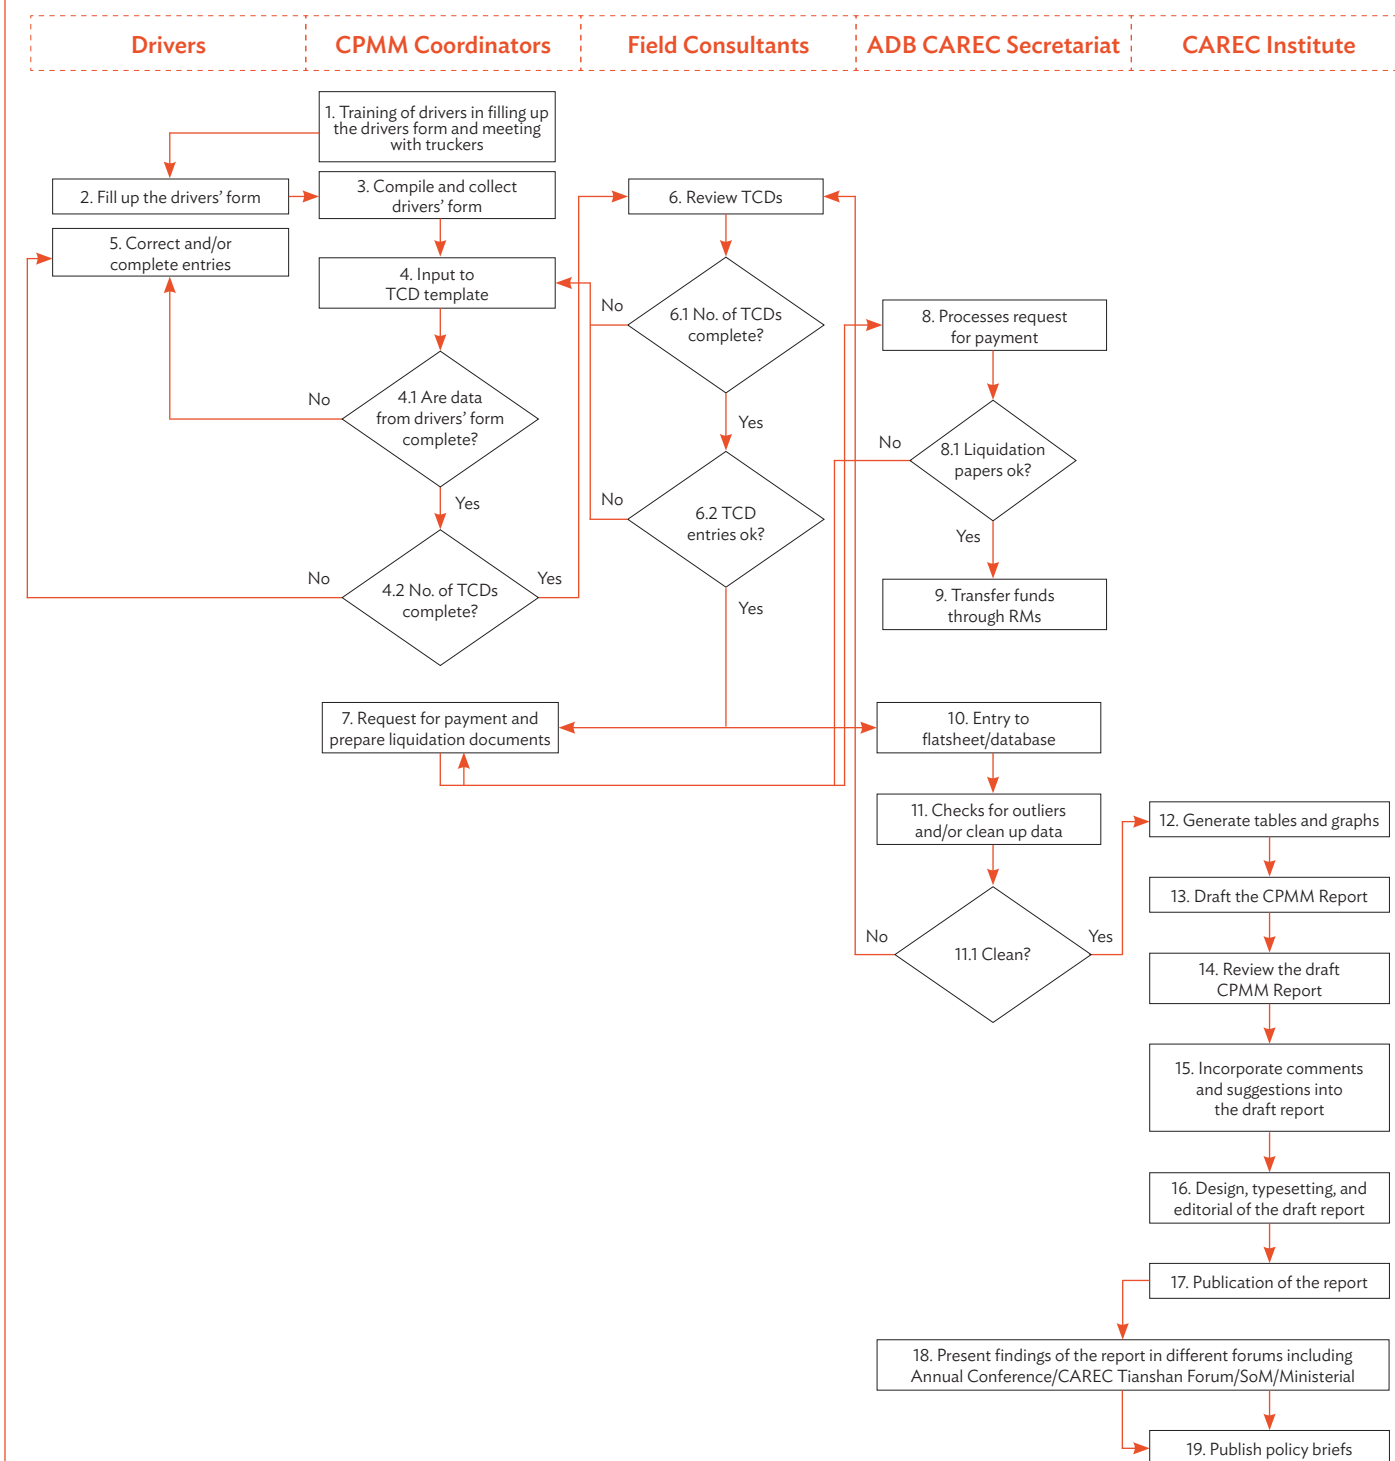 Drivers
CPMM Coordinators
Field Consultants
ADB CAREC Secretariat
CAREC Institute
1. Training of drivers in filling up
the drivers form and meeting
with truckers
2. Fill up the drivers' form
3. Compile and collect
drivers' form
6. Review TCDs
5. Correct and/or
complete entries
4. Input to
TCD template
No
6.1 No. of TCDs
complete?
8. Processes request
for payment
No
4.1 Are data
from drivers' form
complete?
Yes
No
8.1 Liquidation
papers ok?
Yes
No
6.2 TCD
entries ok?
Yes
No
4.2 No. of TCDs
complete?
Yes
Yes
9. Transfer funds
through RMs
7. Request for payment and
prepare liquidation documents
10. Entry to
flatsheet/database
11. Checks for outliers
and/or clean up data
12. Generate tables and graphs
13. Draft the CPMM Report
No
11.1 Clean?
Yes
14. Review the draft
CPMM Report
15. Incorporate comments
and suggestions into
the draft report
16. Design, typesetting, and
editorial of the draft report
17. Publication of the report
18. Present findings of the report in different forums including
Annual Conference/CAREC Tianshan Forum/SoM/Ministerial
19. Publish policy briefs